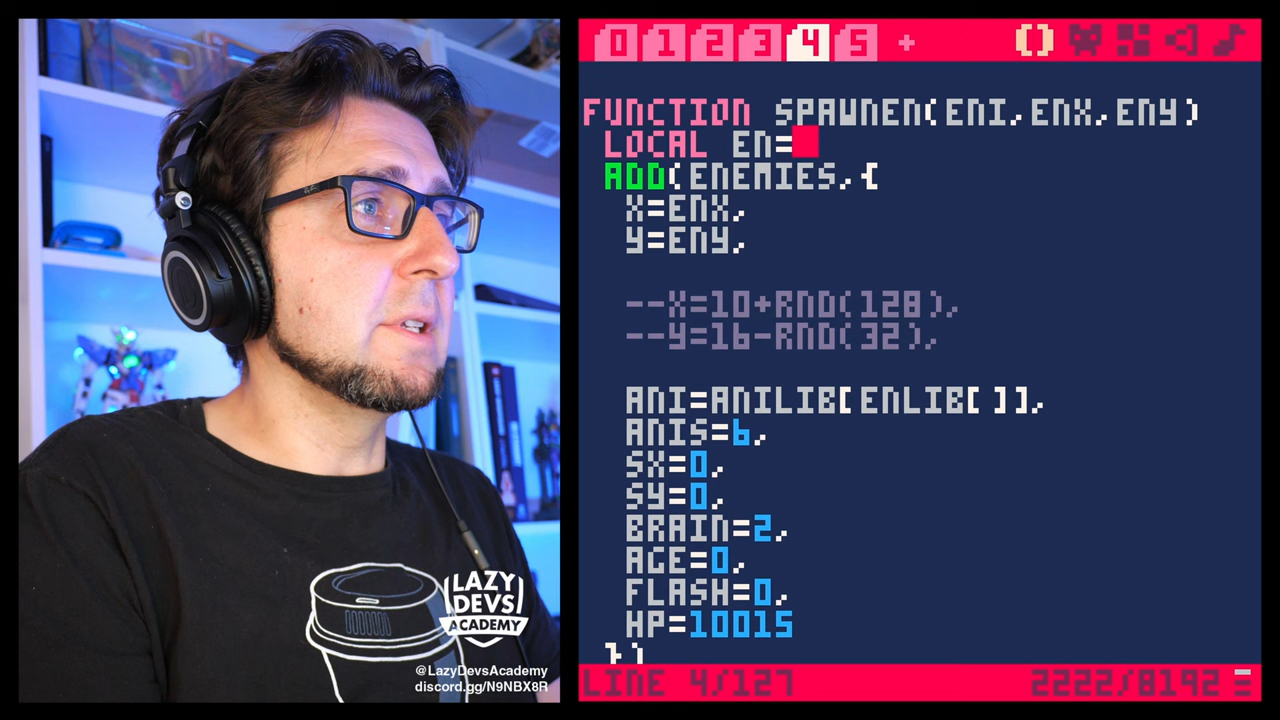 0 1 2 3 4 5 + ()
FUNCTION SPAWNEN(ENI,ENX,ENY)
LOCAL EN=
ADD(ENEMIES,{
X=ENX,
Y=ENY,
--X=10+RND(128),
--Y=16-RND(32),
ANI=ANILIB[ENLIB[ ]],
ANIS=6,
SX=0,
SY=0,
BRAIN=2,
AGE=0,
FLASH=0,
HP=10015
})
LINE 4/127 2222/8192
LAZY
DEVS
ACADEMY
@LazyDevsAcademy
discord.gg/N9NBX8R